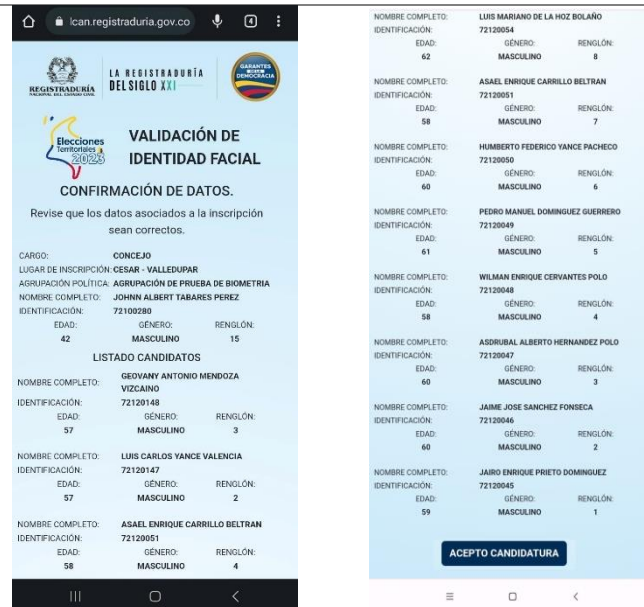 lcan.registraduria.gov.co
4
REGISTRADURÍA
NACIONAL DEL ESTADO CIVIL
LA REGISTRADURÍA
DEL SIGLO XXI
GARANTES
DE LA
DEMOCRACIA
Elecciones
Territoriales
2023
VALIDACIÓN DE
IDENTIDAD FACIAL
CONFIRMACIÓN DE DATOS.
Revise que los datos asociados a la inscripción
sean correctos.
CARGO: CONCEJO
LUGAR DE INSCRIPCIÓN: CESAR - VALLEDUPAR
AGRUPACIÓN POLÍTICA: AGRUPACIÓN DE PRUEBA DE BIOMETRIA
NOMBRE COMPLETO: JOHNN ALBERT TABARES PEREZ
IDENTIFICACIÓN: 72100280
EDAD: GÉNERO: RENGLÓN:
42 MASCULINO 15
LISTADO CANDIDATOS
NOMBRE COMPLETO: GEOVANY ANTONIO MENDOZA
VIZCAINO
IDENTIFICACIÓN: 72120148
EDAD: GÉNERO: RENGLÓN:
57 MASCULINO 3
NOMBRE COMPLETO: LUIS CARLOS YANCE VALENCIA
IDENTIFICACIÓN: 72120147
EDAD: GÉNERO: RENGLÓN:
57 MASCULINO 2
NOMBRE COMPLETO: ASAEL ENRIQUE CARRILLO BELTRAN
IDENTIFICACIÓN: 72120051
EDAD: GÉNERO: RENGLÓN:
58 MASCULINO 4
NOMBRE COMPLETO: LUIS MARIANO DE LA HOZ BOLAÑO
IDENTIFICACIÓN: 72120054
EDAD: GÉNERO: RENGLÓN:
62 MASCULINO 8
NOMBRE COMPLETO: ASAEL ENRIQUE CARRILLO BELTRAN
IDENTIFICACIÓN: 72120051
EDAD: GÉNERO: RENGLÓN:
58 MASCULINO 7
NOMBRE COMPLETO: HUMBERTO FEDERICO YANCE PACHECO
IDENTIFICACIÓN: 72120050
EDAD: GÉNERO: RENGLÓN:
60 MASCULINO 6
NOMBRE COMPLETO: PEDRO MANUEL DOMINGUEZ GUERRERO
IDENTIFICACIÓN: 72120049
EDAD: GÉNERO: RENGLÓN:
61 MASCULINO 5
NOMBRE COMPLETO: WILMAN ENRIQUE CERVANTES POLO
IDENTIFICACIÓN: 72120048
EDAD: GÉNERO: RENGLÓN:
58 MASCULINO 4
NOMBRE COMPLETO: ASDRUBAL ALBERTO HERNANDEZ POLO
IDENTIFICACIÓN: 72120047
EDAD: GÉNERO: RENGLÓN:
60 MASCULINO 3
NOMBRE COMPLETO: JAIME JOSE SANCHEZ FONSECA
IDENTIFICACIÓN: 72120046
EDAD: GÉNERO: RENGLÓN:
60 MASCULINO 2
NOMBRE COMPLETO: JAIRO ENRIQUE PRIETO DOMINGUEZ
IDENTIFICACIÓN: 72120045
EDAD: GÉNERO: RENGLÓN:
59 MASCULINO 1
ACEPTO CANDIDATURA